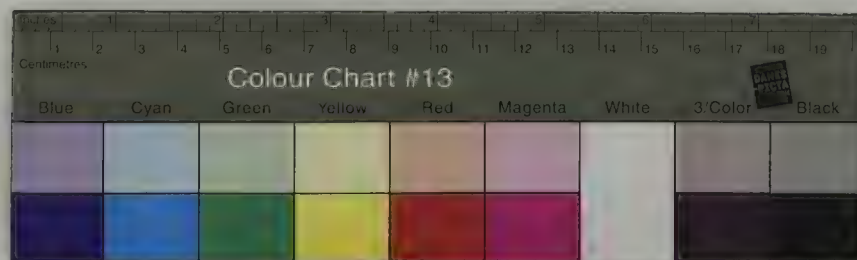 Inches 1 2 3 4 5 6 7
1 2 3 4 5 6 7 8 9 10 11 12 13 14 15 16 17 18 19
Centimetres
Colour Chart #13
DANES
PICTA
Blue Cyan Green Yellow Red Magenta White 3/Color Black